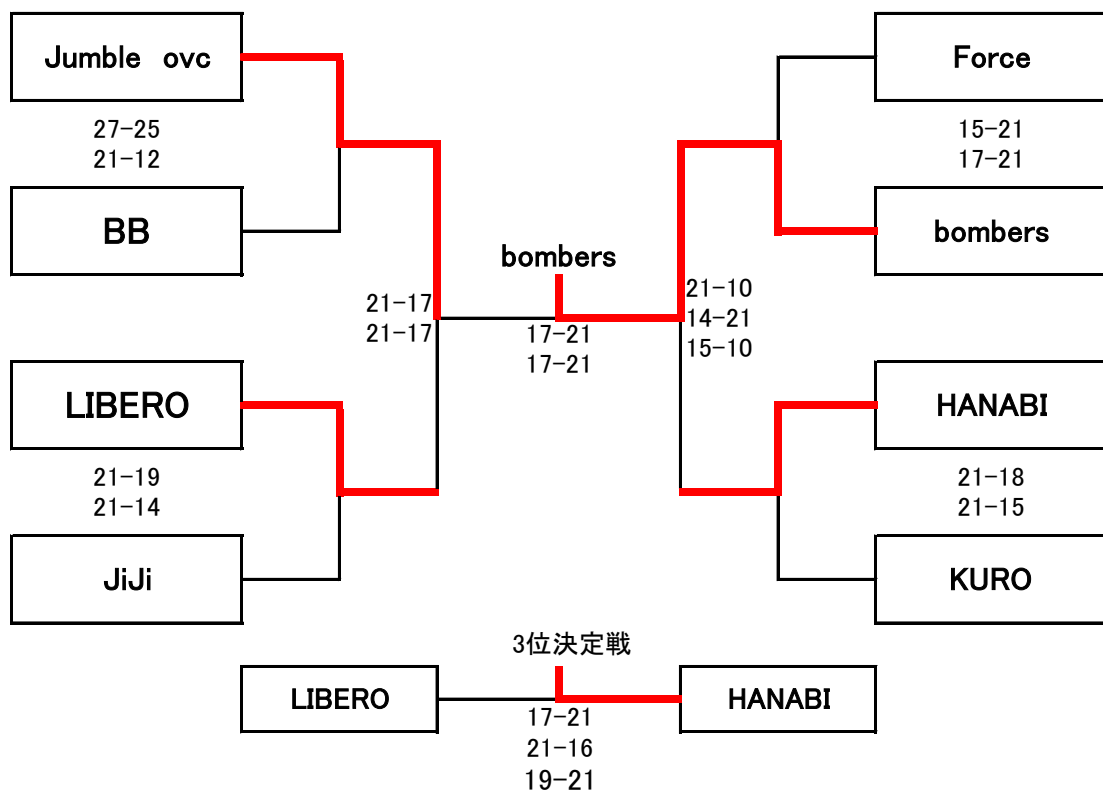 Jumble ovc
27-25
21-12
BB
LIBERO
21-19
21-14
JiJi
21-17
21-17
bombers
17-21
17-21
21-10
14-21
15-10
Force
15-21
17-21
bombers
HANABI
21-18
21-15
KURO
3位決定戦
LIBERO
HANABI
17-21
21-16
19-21